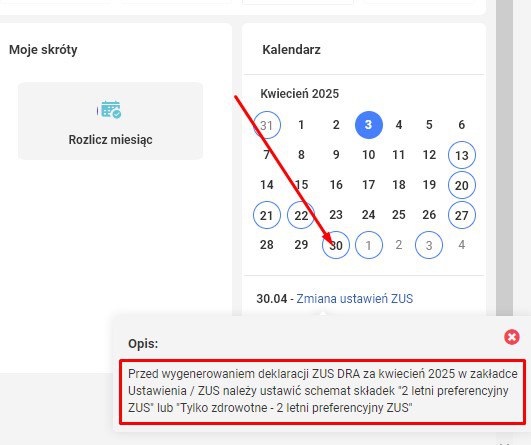 Moje skróty
Kalendarz
Rozlicz miesiąc
Kwiecień 2025
31 1 2 3 4 5 6
7 8 9 10 11 12 13
14 15 16 17 18 19 20
21 22 23 24 25 26 27
28 29 30 1 2 3 4
30.04 - Zmiana ustawień ZUS
Opis:
Przed wygenerowaniem deklaracji ZUS DRA za kwiecień 2025 w zakładce
Ustawienia / ZUS należy ustawić schemat składek "2 letni preferencyjny
ZUS" lub "Tylko zdrowotne - 2 letni preferencyjny ZUS"